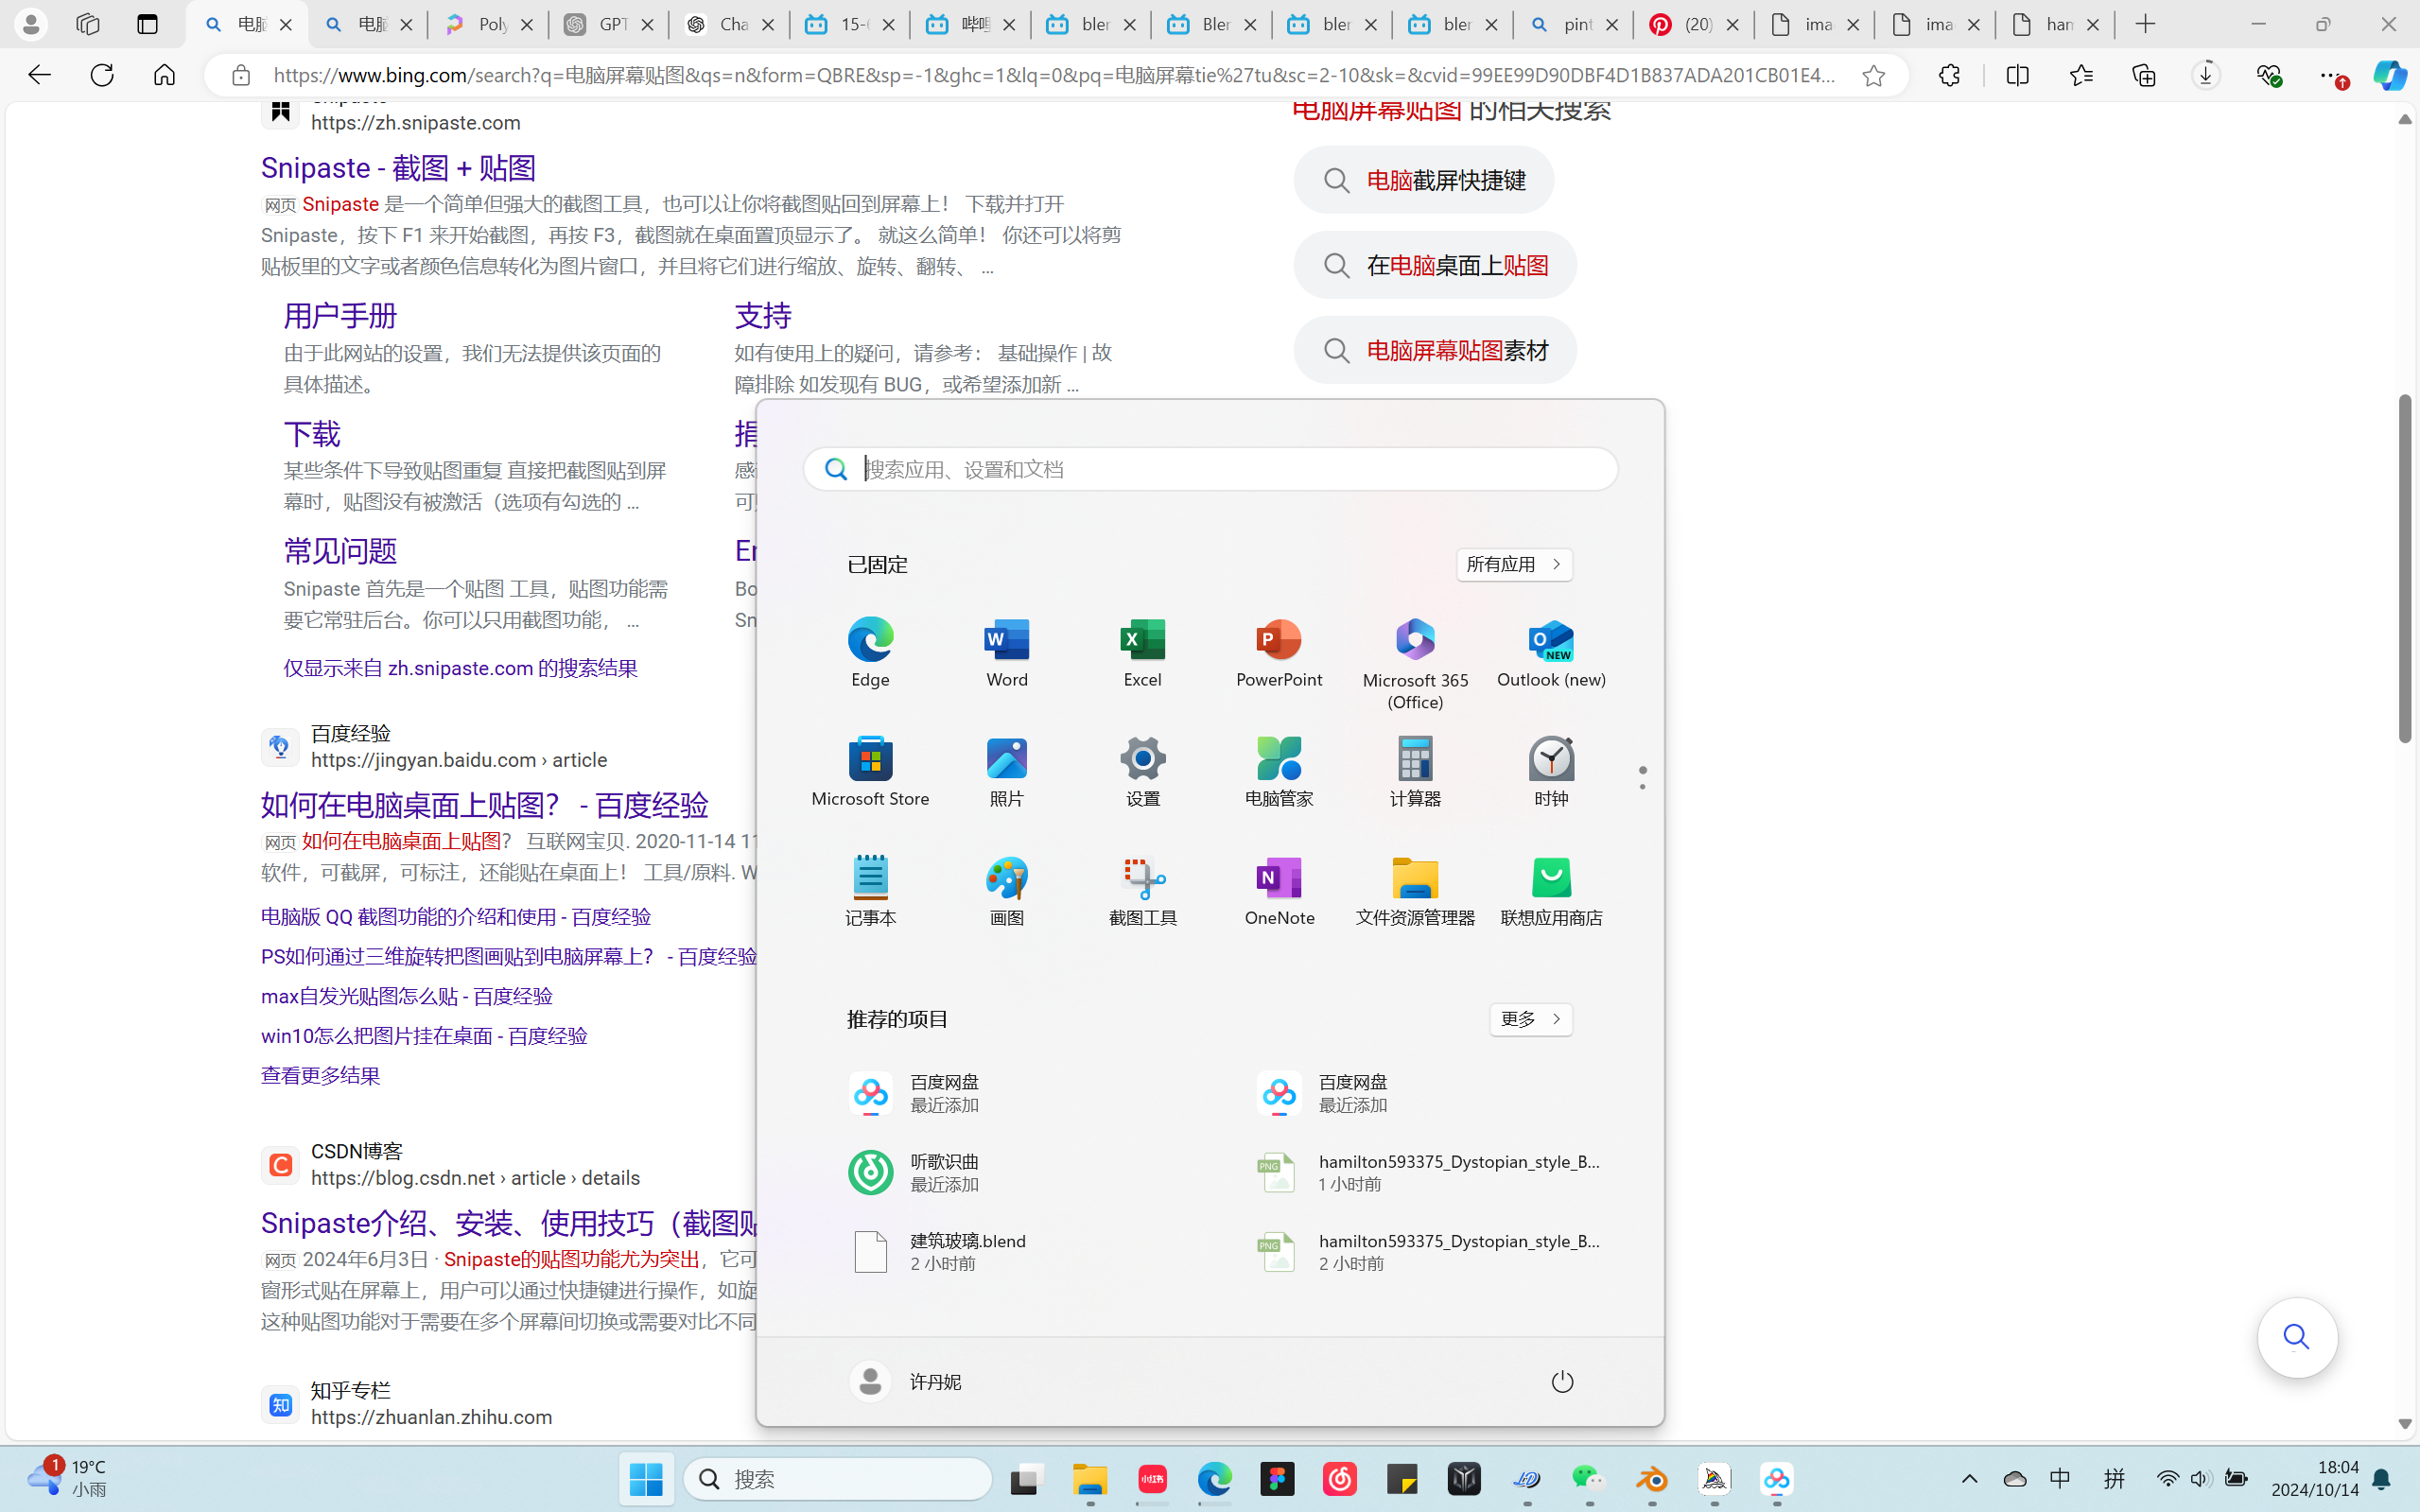 电脑
电脑
Poly
GPT
Cha
15-
哔哩
bler
Bler
bler
bler
pint
(20)
ima
ima
han
https://www.bing.com/search?q=电脑屏幕贴图&qs=n&form=QBRE&sp=-1&ghc=1&lq=0&pq=电脑屏幕tie%27tu&sc=2-10&sk=&cvid=99EE99D90DBF4D1B837ADA201CB01E4...
https://zh.snipaste.com
Snipaste - 截图 + 贴图
网页 Snipaste 是一个简单但强大的截图工具，也可以让你将截图贴回到屏幕上！ 下载并打开
Snipaste，按下 F1 来开始截图，再按 F3，截图就在桌面置顶显示了。 就这么简单！ 你还可以将剪
贴板里的文字或者颜色信息转化为图片窗口，并且将它们进行缩放、旋转、翻转、 ...
用户手册
由于此网站的设置，我们无法提供该页面的
具体描述。
支持
如有使用上的疑问，请参考： 基础操作 | 故
障排除 如发现有 BUG，或希望添加新 ...
下载
某些条件下导致贴图重复 直接把截图贴到屏
幕时，贴图没有被激活（选项有勾选的 ...
常见问题
Snipaste 首先是一个贴图 工具，贴图功能需
要它常驻后台。你可以只用截图功能， ...
仅显示来自 zh.snipaste.com 的搜索结果
百度经验
https://jingyan.baidu.com › article
如何在电脑桌面上贴图？ - 百度经验
网页 如何在电脑桌面上贴图？ 互联网宝贝. 2020-11-14 1
软件，可截屏，可标注，还能贴在桌面上！ 工具/原料. W
电脑版 QQ 截图功能的介绍和使用 - 百度经验
PS如何通过三维旋转把图画贴到电脑屏幕上？ - 百度经验
max自发光贴图怎么贴 - 百度经验
win10怎么把图片挂在桌面 - 百度经验
查看更多结果
CSDN博客
https://blog.csdn.net › article › details
Snipaste介绍、安装、使用技巧（截图贴
网页 2024年6月3日 · Snipaste的贴图功能尤为突出，它可
窗形式贴在屏幕上，用户可以通过快捷键进行操作，如旋
这种贴图功能对于需要在多个屏幕间切换或需要对比不同
知乎专栏
https://zhuanlan.zhihu.com
电脑屏幕贴图 的相关搜索
电脑截屏快捷键
在电脑桌面上贴图
电脑屏幕贴图素材
搜索应用、设置和文档
已固定
所有应用
Edge
Word
Excel
PowerPoint
Microsoft 365
(Office)
Outlook (new)
Microsoft Store
照片
设置
电脑管家
计算器
时钟
记事本
画图
截图工具
OneNote
文件资源管理器
联想应用商店
推荐的项目
更多
百度网盘
最近添加
百度网盘
最近添加
听歌识曲
最近添加
hamilton593375_Dystopian_style_B...
1 小时前
建筑玻璃.blend
2 小时前
hamilton593375_Dystopian_style_B...
2 小时前
许丹妮
1
19°C
小雨
搜索
小红书
中
拼
18:04
2024/10/14